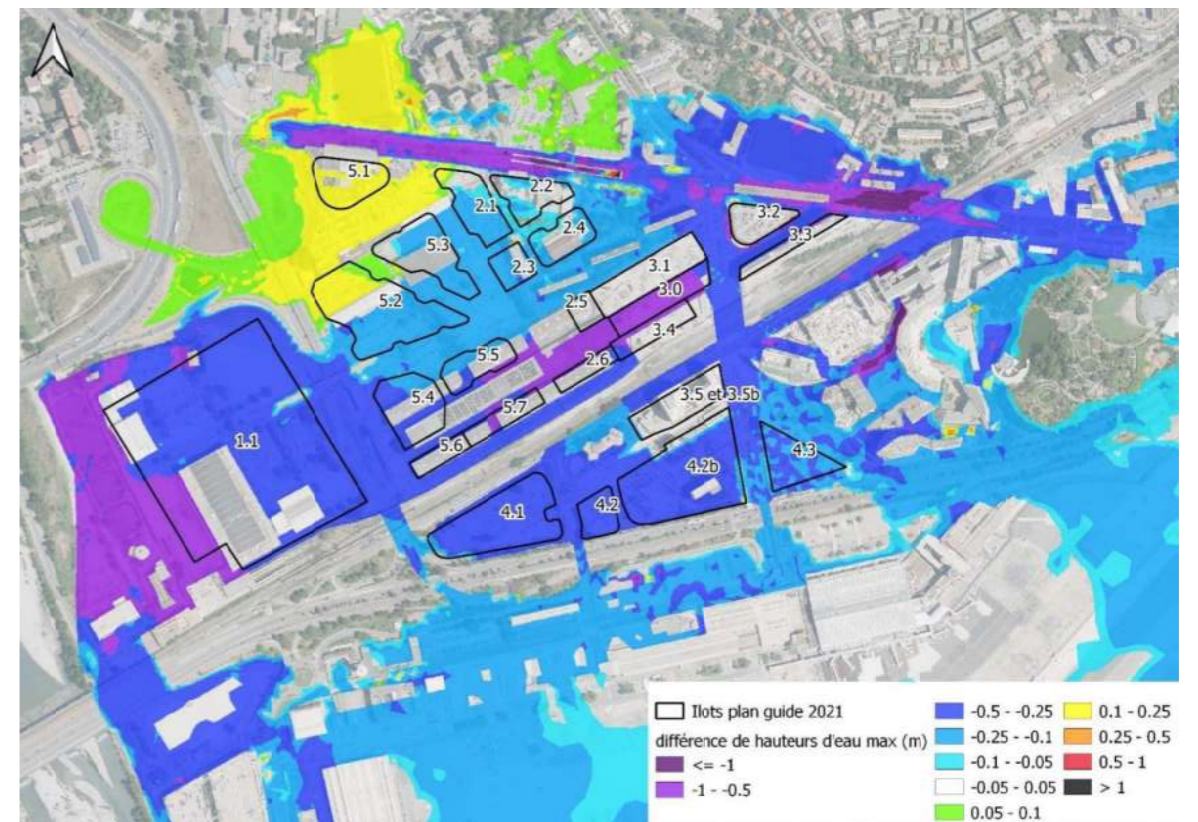 5.1
2.2
2.1
2.4
3.2
5.3
2.3
3.1
3.3
5.2
3.0
2.5
3.4
5.5
2.6
5.4
5.7
3.5 et 3.5b
1.1
5.6
4.3
4.2b
4.1
4.2
Ilots plan guide 2021
différence de hauteurs d'eau max (m)
<= -1
-1 - -0.5
-0.5 - -0.25
-0.25 - -0.1
-0.1 - -0.05
-0.05 - 0.05
0.05 - 0.1
0.1 - 0.25
0.25 - 0.5
0.5 - 1
> 1